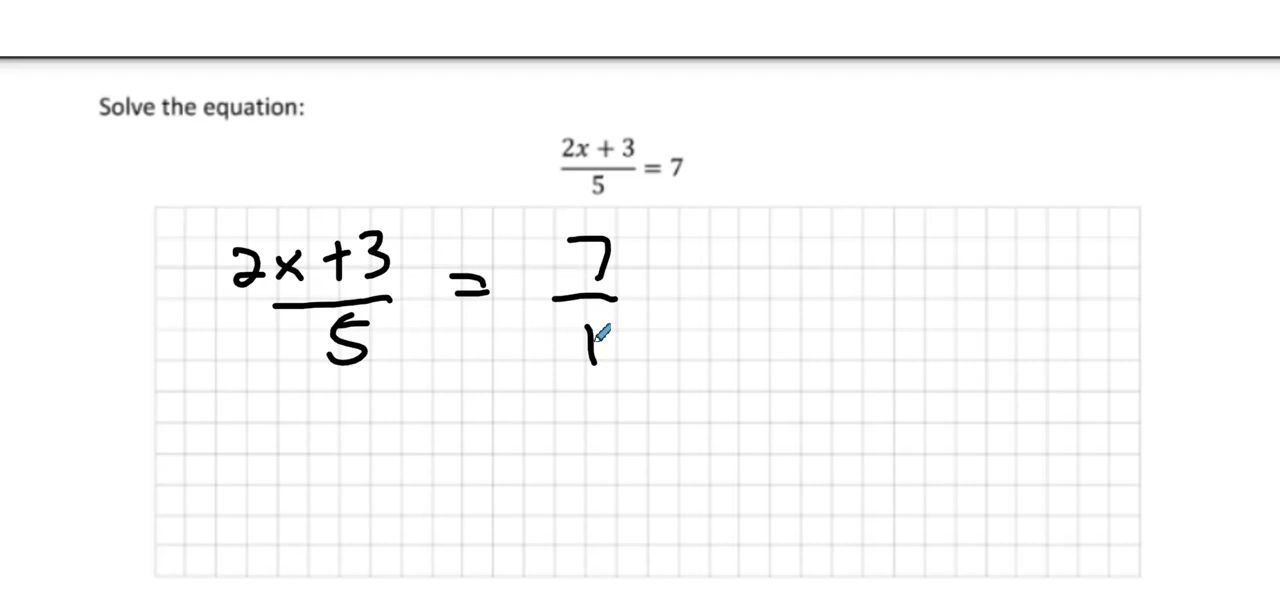 Solve the equation:
2x + 3
5
= 7
2x + 3
5
=
7
1